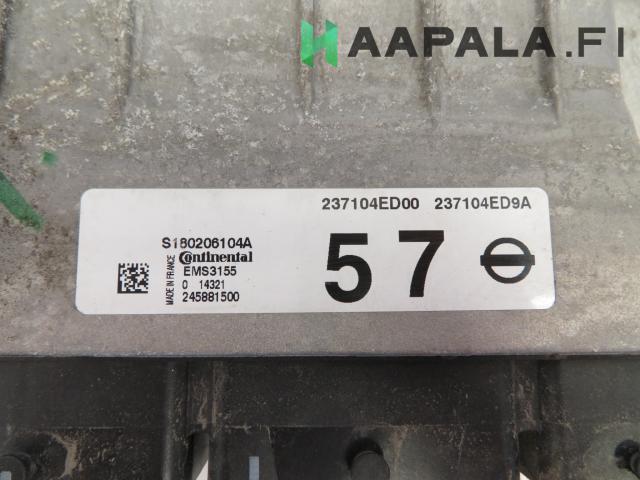 HAAPALA.FI
237104ED00 237104ED9A
S180206104A
Continental
EMS3155
0 14321
245881500
MADE IN FRANCE
57